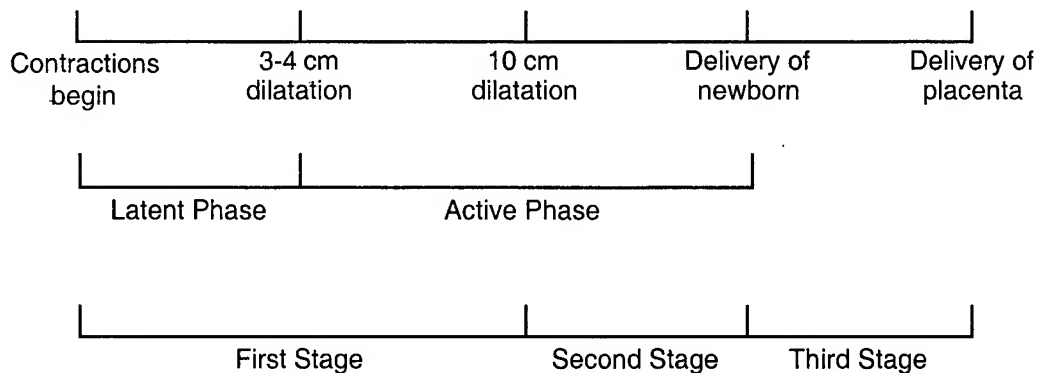 Contractions begin
3-4 cm dilatation
10 cm dilatation
Delivery of newborn
Delivery of placenta
Latent Phase
Active Phase
First Stage
Second Stage
Third Stage